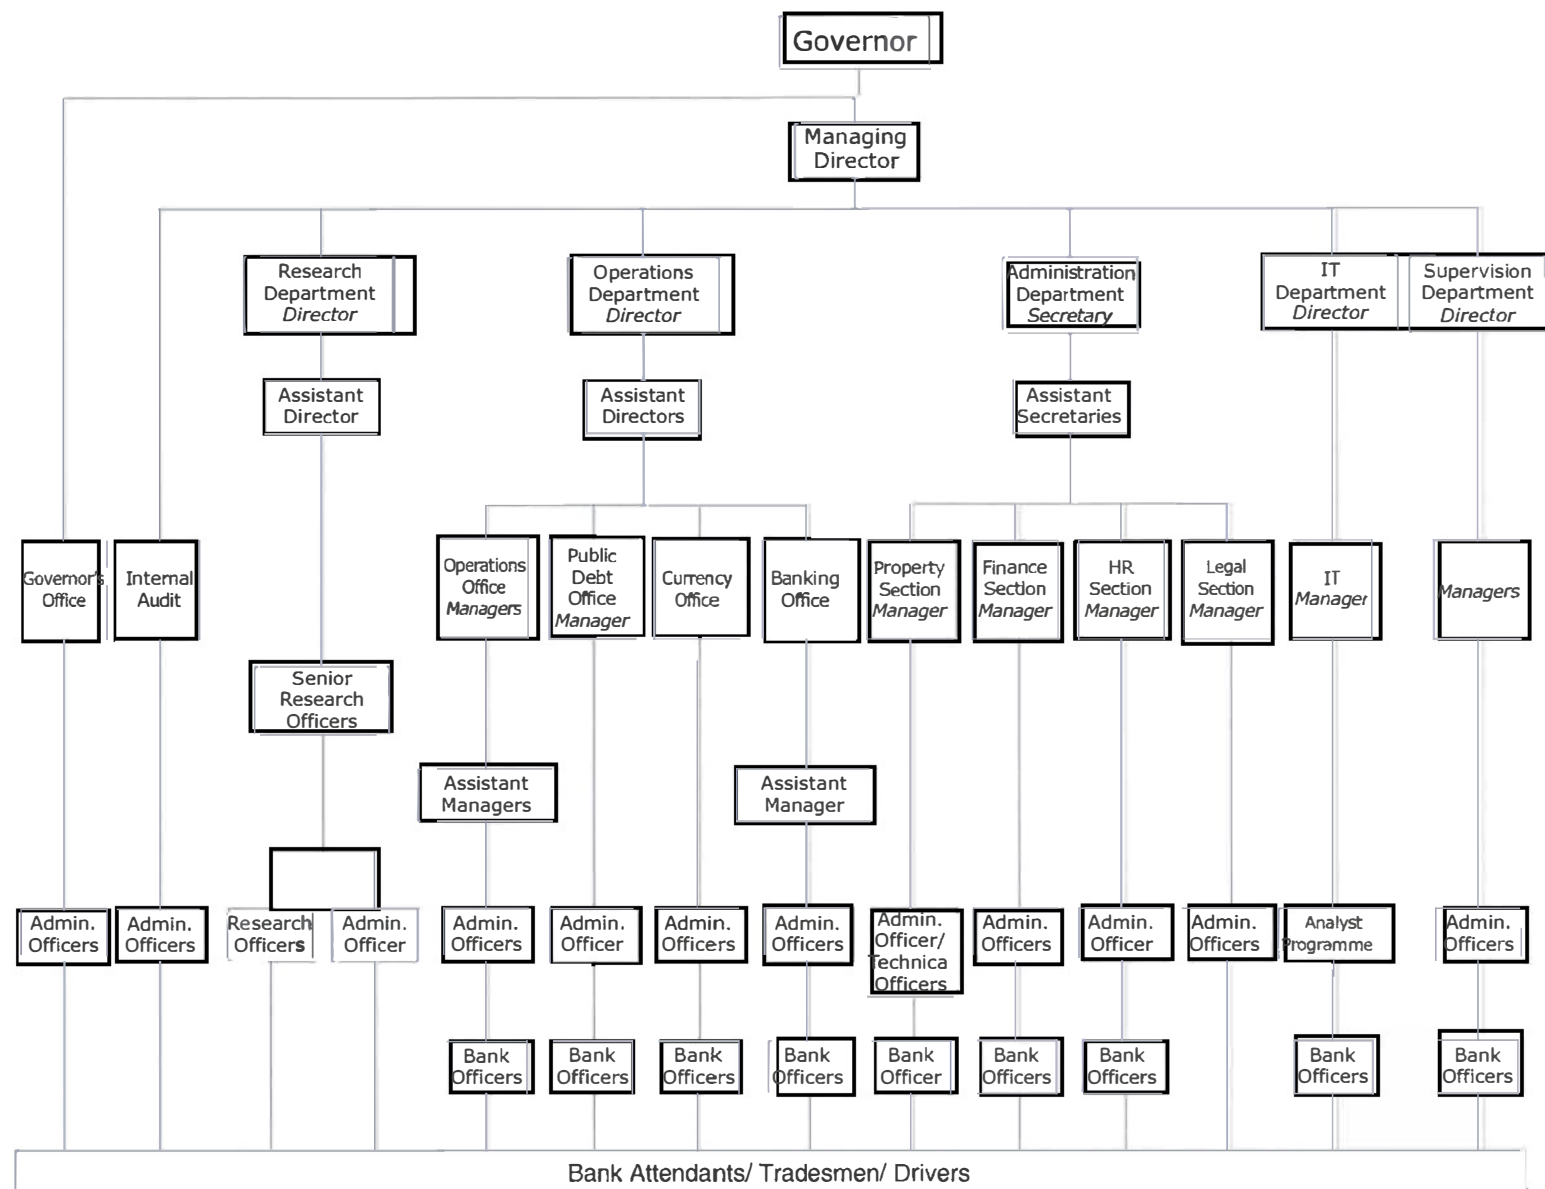 Governor
Managing
Director
Research
Department
Director
Operations
Department
Director
Administration
Department
Secretary
IT
Department
Director
Supervision
Department
Director
Assistant
Director
Assistant
Directors
Assistant
Secretaries
Governor's
Office
Internal
Audit
Operations
Office
Managers
Public
Debt
Office
Manager
Currency
Office
Banking
Office
Property
Section
Manager
Finance
Section
Manager
HR
Section
Manager
Legal
Section
Manager
IT
Manager
Managers
Senior
Research
Officers
Assistant
Managers
Assistant
Manager
Admin.
Officers
Admin.
Officers
Research
Officers
Admin.
Officer
Admin.
Officers
Admin.
Officer
Admin.
Officers
Admin.
Officers
Admin.
Officer/
Technica
Officers
Admin.
Officers
Admin.
Officer
Admin.
Officers
Analyst
Programme
Admin.
Officers
Bank
Officers
Bank
Officers
Bank
Officers
Bank
Officers
Bank
Officer
Bank
Officers
Bank
Officers
Bank
Officers
Bank
Officers
Bank Attendants/ Tradesmen/ Drivers